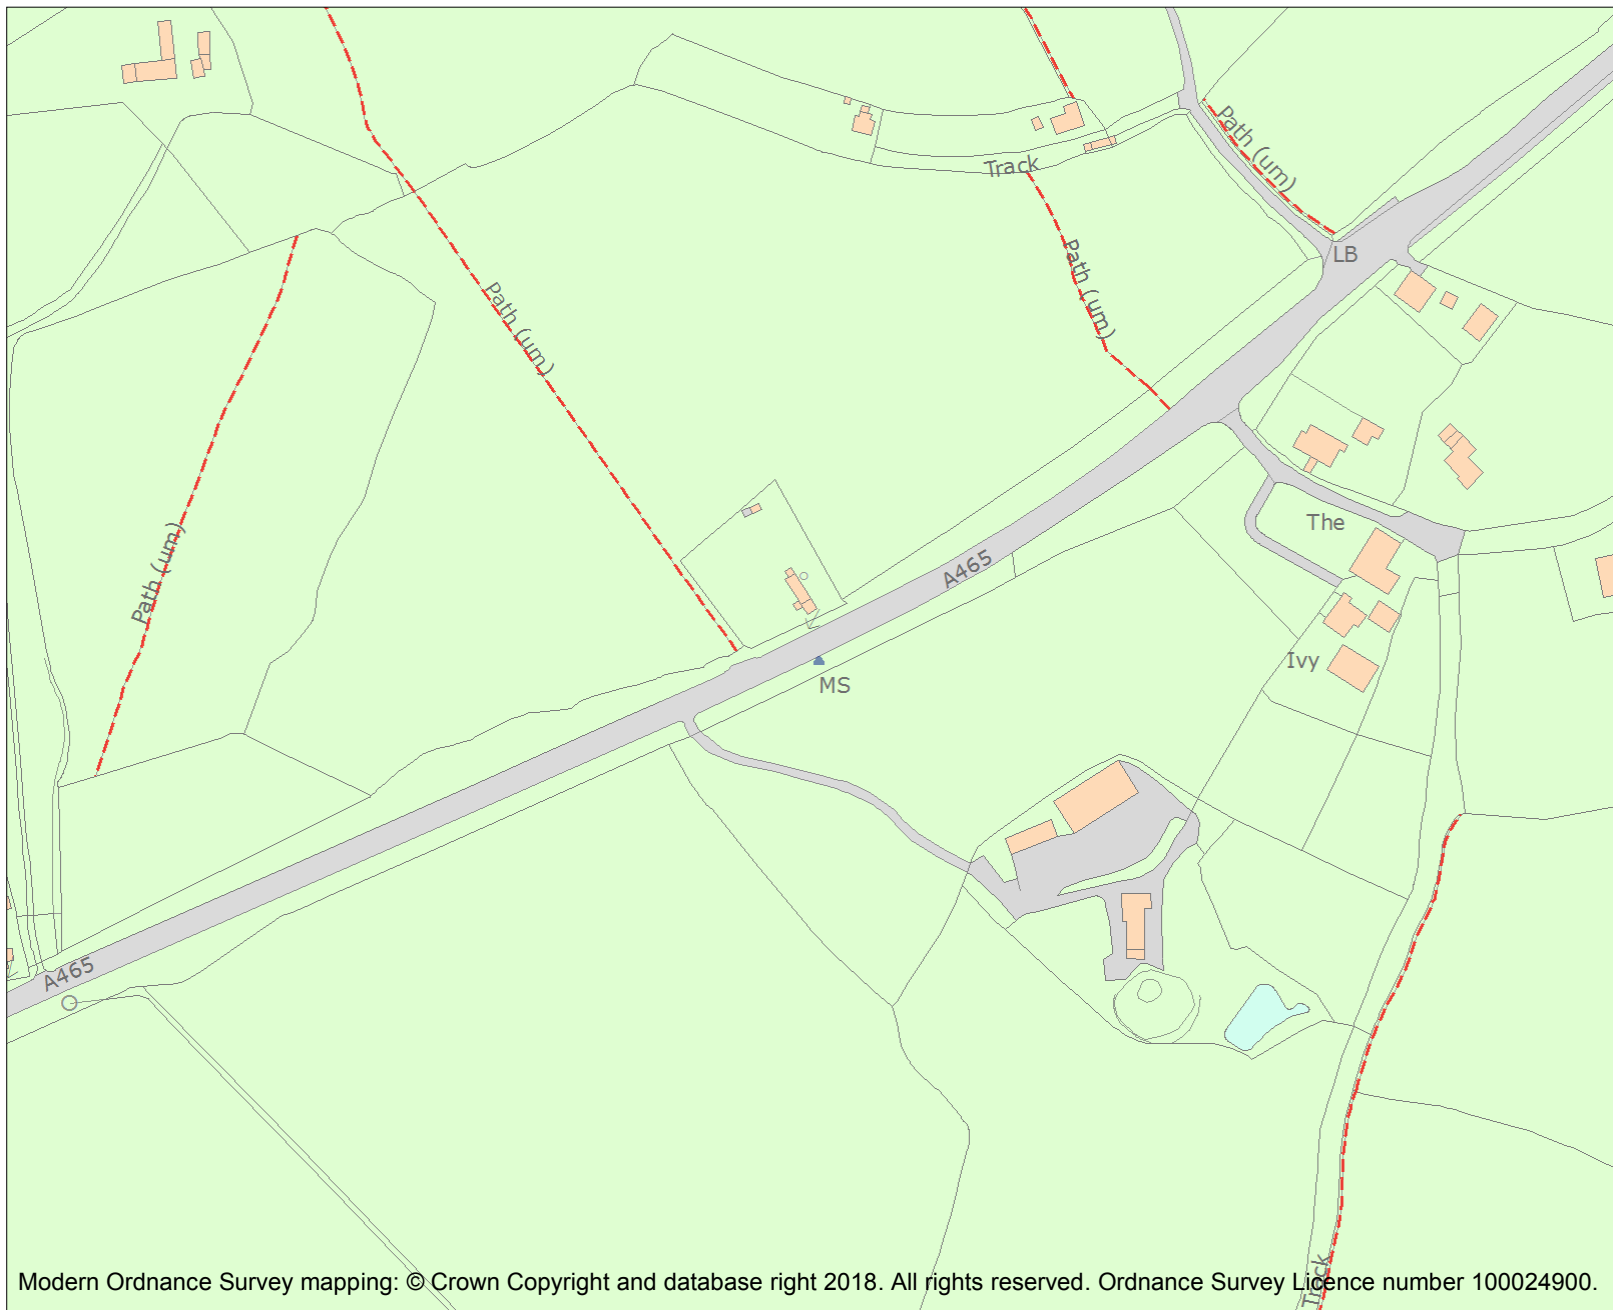 Path (um)
Track
LB
Path (um)
Path (um)
The
Path (um)
A465
Ivy
MS
A465
Track
Modern Ordnance Survey mapping: © Crown Copyright and database right 2018. All rights reserved. Ordnance Survey Licence number 100024900.